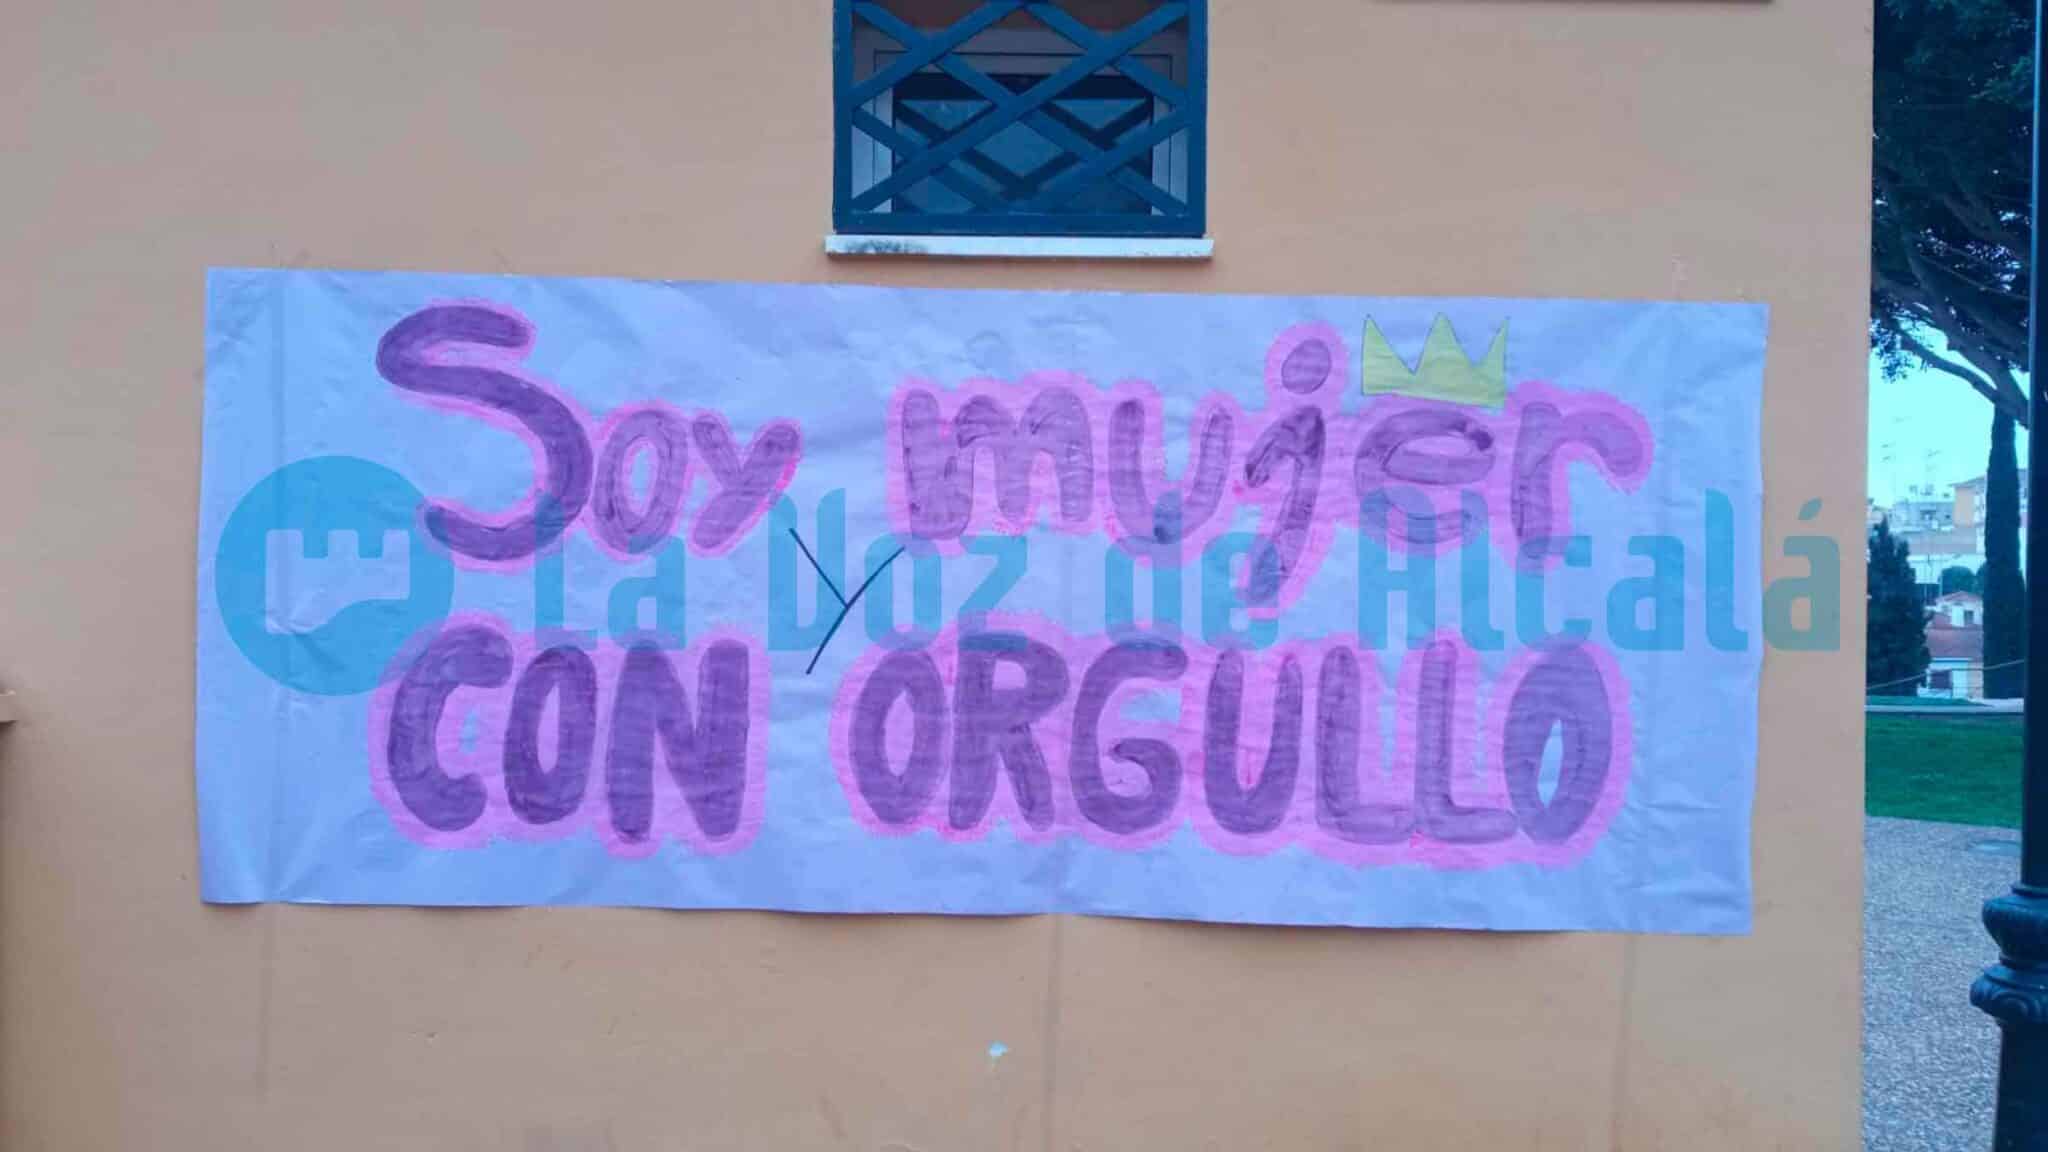 Soy mujer
y
CON ORGULLO
La Voz de Alcalá